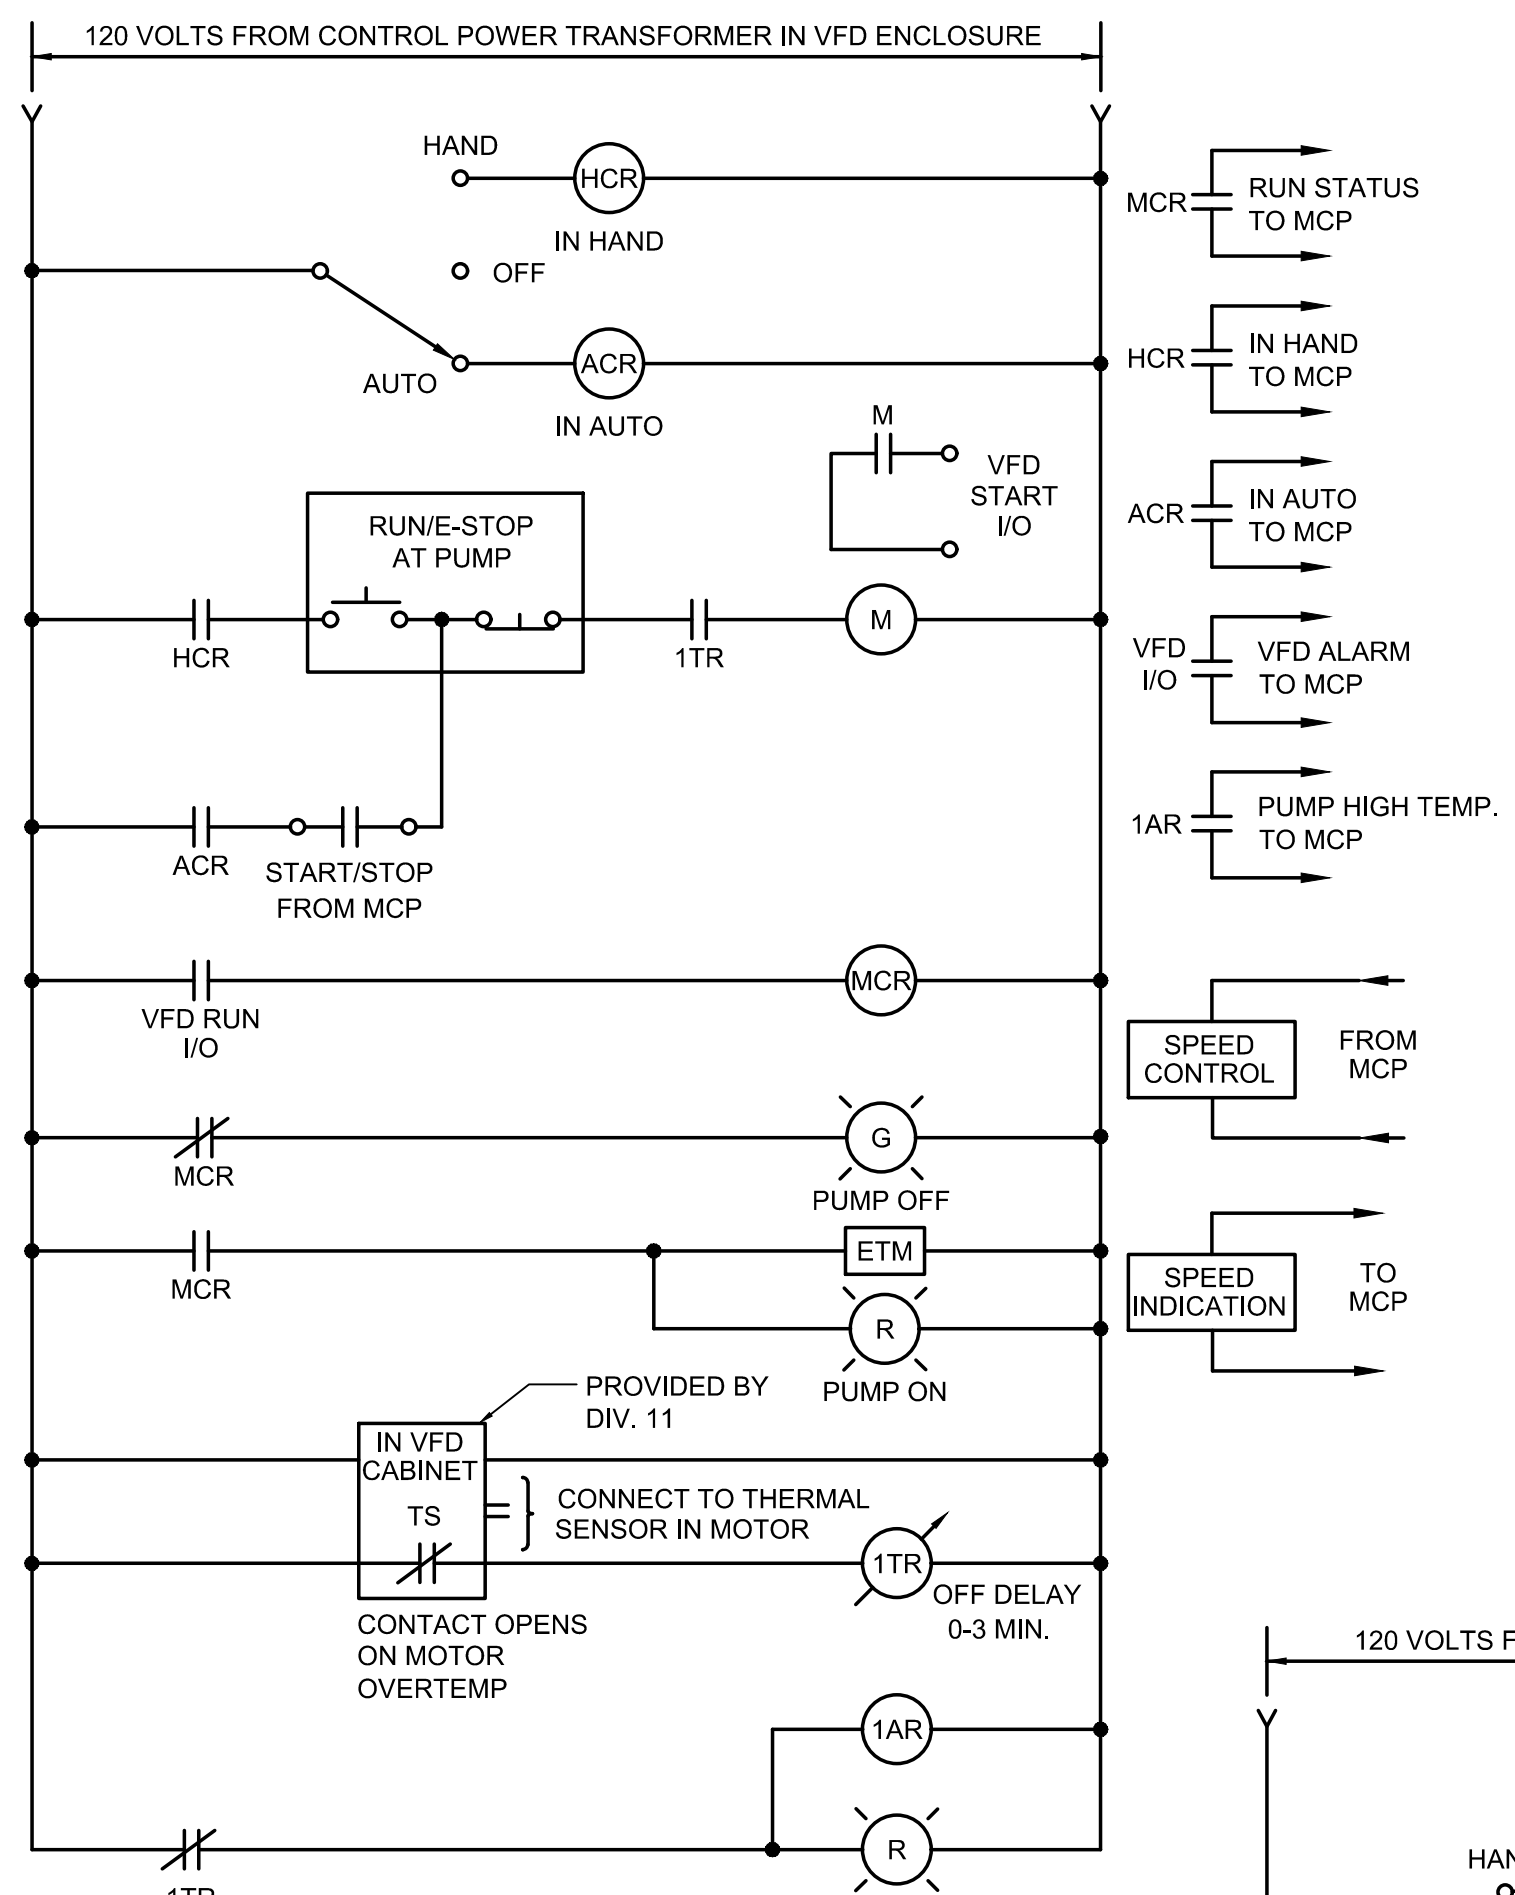 120 VOLTS FROM CONTROL POWER TRANSFORMER IN VFD ENCLOSURE
HAND
HCR
IN HAND
OFF
AUTO
ACR
IN AUTO
M
VFD
START
I/O
RUN/E-STOP
AT PUMP
HCR
1TR
M
ACR
START/STOP
FROM MCP
VFD RUN
I/O
MCR
MCR
G
PUMP OFF
MCR
ETM
R
PUMP ON
PROVIDED BY
DIV. 11
IN VFD
CABINET
TS
CONNECT TO THERMAL
SENSOR IN MOTOR
1TR
OFF DELAY
0-3 MIN.
CONTACT OPENS
ON MOTOR
OVERTEMP
1AR
R
1TR
MCR
RUN STATUS
TO MCP
HCR
IN HAND
TO MCP
ACR
IN AUTO
TO MCP
VFD
I/O
VFD ALARM
TO MCP
1AR
PUMP HIGH TEMP.
TO MCP
SPEED
CONTROL
FROM
MCP
SPEED
INDICATION
TO
MCP
120 VOLTS